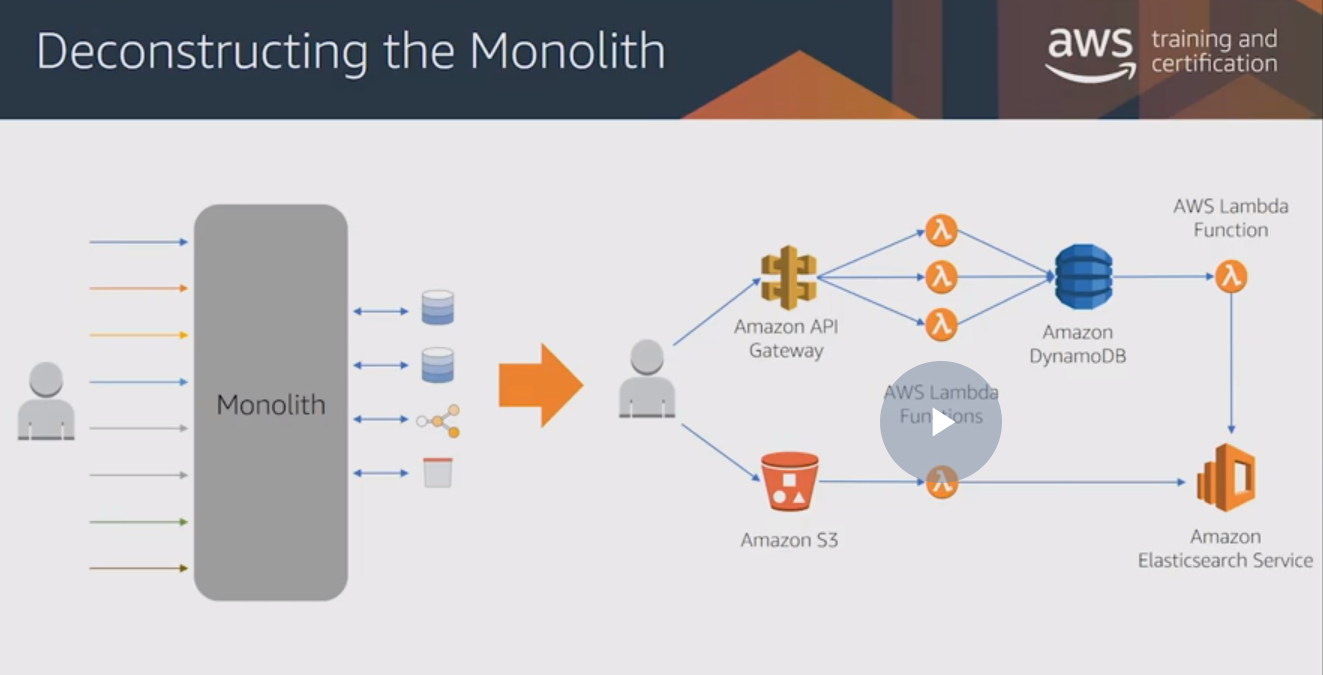 Deconstructing the Monolith
aws training and
certification
Monolith
Amazon API
Gateway
AWS Lambda
Functions
Amazon S3
Amazon
DynamoDB
AWS Lambda
Function
Amazon
Elasticsearch Service